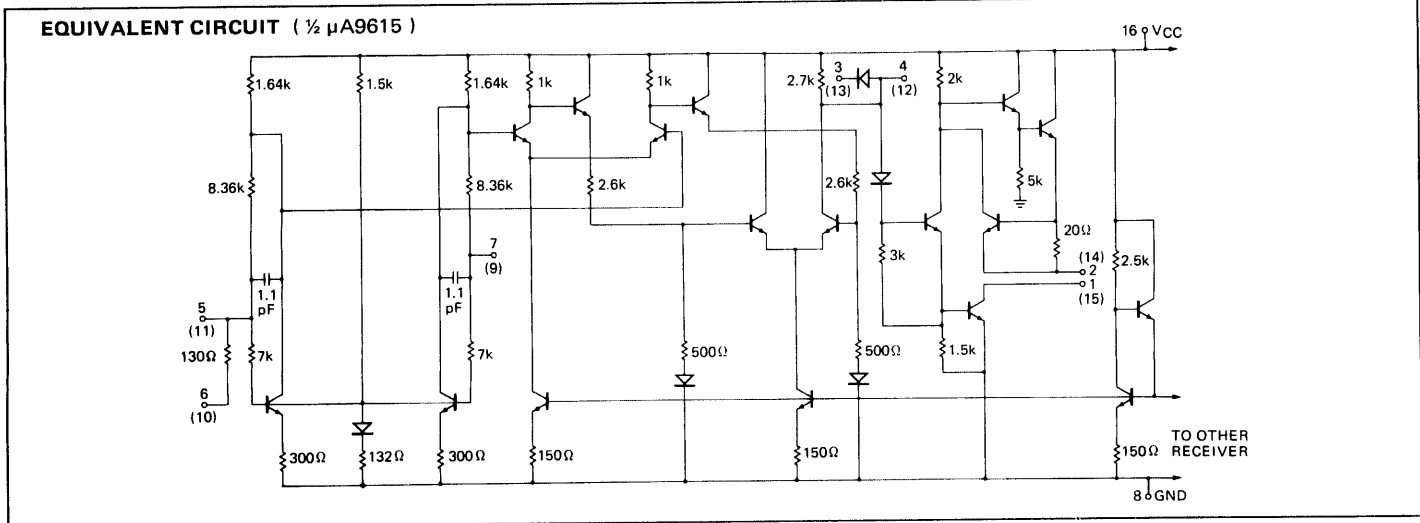 EQUIVALENT CIRCUIT ( ½ µA9615 )
16 VCC
1.64k
1.5k
1.64k
1k
1k
2.7k
3
(13)
4
(12)
2k
8.36k
8.36k
2.6k
2.6k
5k
20Ω
7
(9)
3k
(14)
2
1
(15)
2.5k
1.1
pF
1.1
pF
5
(11)
130Ω
7k
7k
500Ω
500Ω
1.5k
6
(10)
300Ω
132Ω
300Ω
150Ω
150Ω
150Ω
TO OTHER
RECEIVER
8 GND